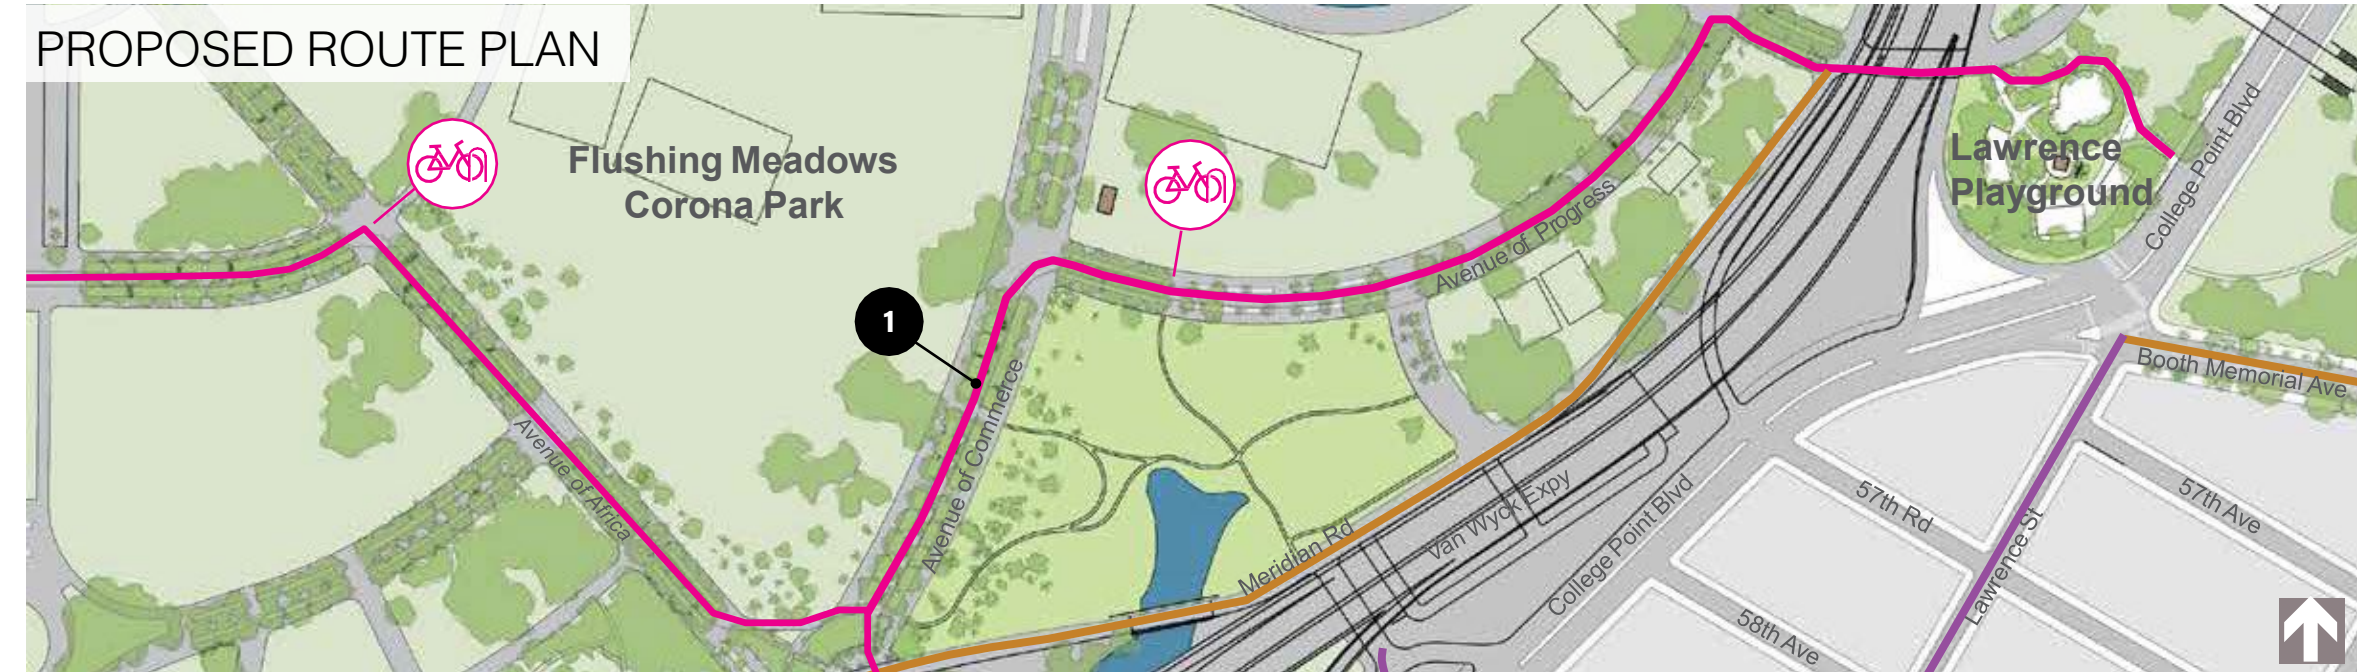 PROPOSED ROUTE PLAN
Flushing Meadows
Corona Park
1
Avenue of Africa
Avenue of Commerce
Avenue of Progress
Meridian Rd
Van Wyck Expy
College Point Blvd
Lawrence
Playground
College Point Blvd
Booth Memorial Ave
57th Rd
57th Ave
Lawrence St
58th Ave